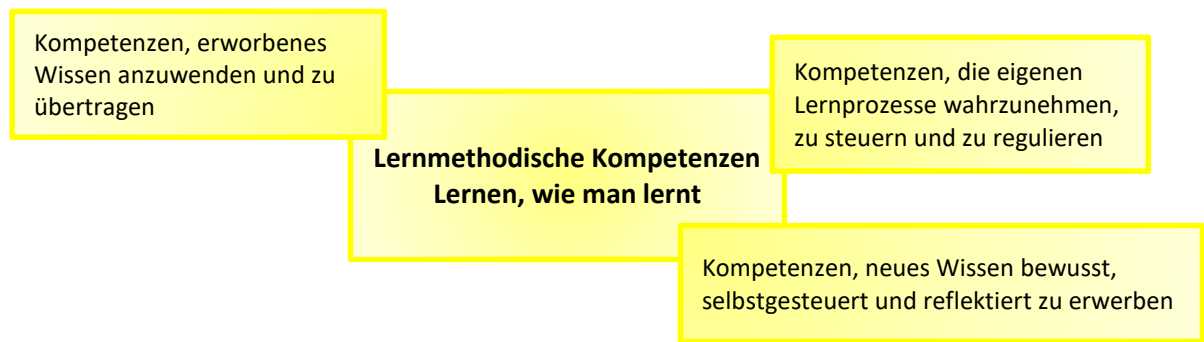 Kompetenzen, erworbenes
Wissen anzuwenden und zu
übertragen
Kompetenzen, die eigenen
Lernprozesse wahrzunehmen,
zu steuern und zu regulieren
Lernmethodische Kompetenzen
Lernen, wie man lernt
Kompetenzen, neues Wissen bewusst,
selbstgesteuert und reflektiert zu erwerben